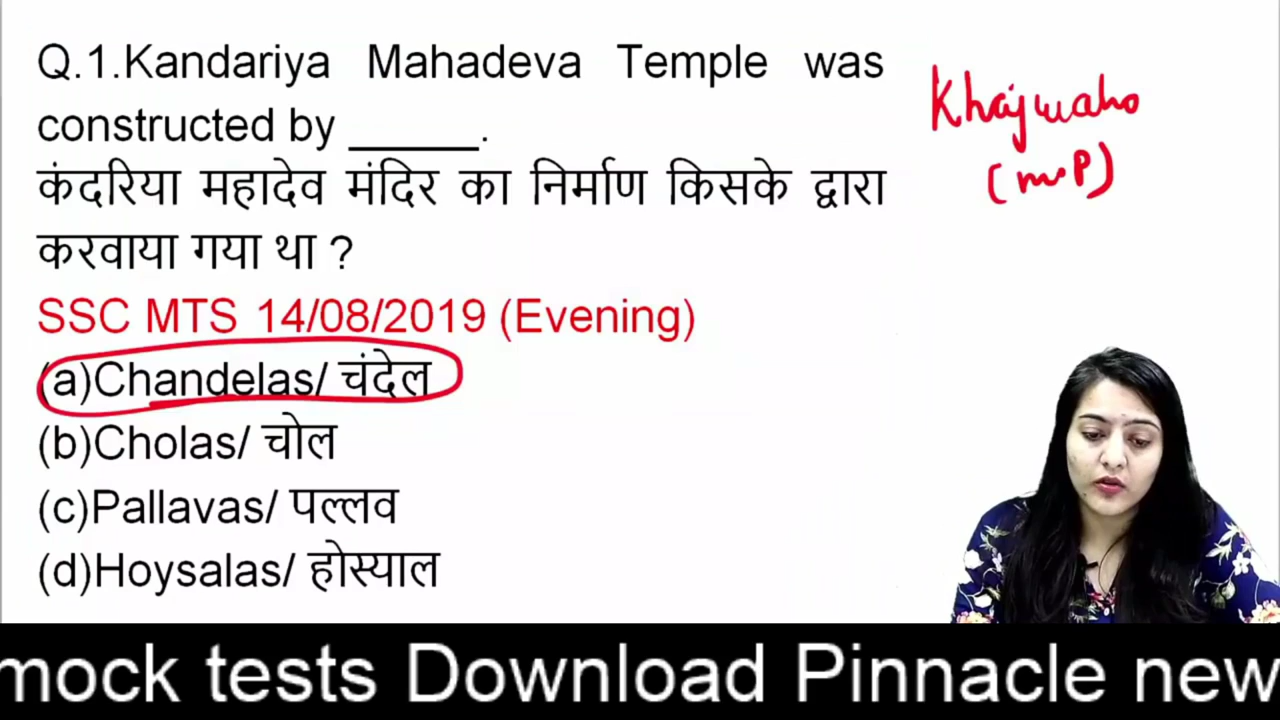 Q.1.Kandariya Mahadeva Temple was
constructed by _____.
कंदरिया महादेव मंदिर का निर्माण किसके द्वारा
करवाया गया था ?
SSC MTS 14/08/2019 (Evening)
(a)Chandelas/ चंदेल
(b)Cholas/ चोल
(c)Pallavas/ पल्लव
(d)Hoysalas/ होस्याल
Khajuraho
(M.P)
mock tests Download Pinnacle new